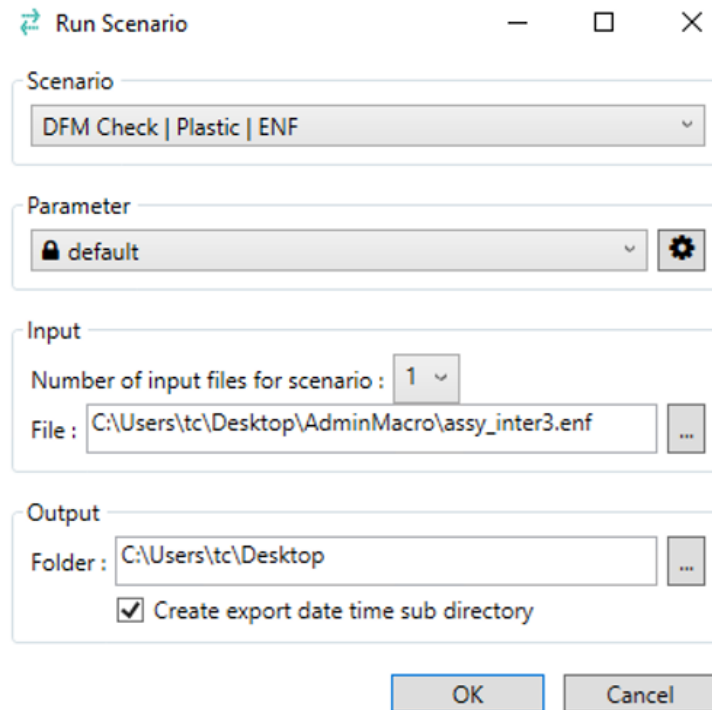 Run Scenario
Scenario
DFM Check | Plastic | ENF
Parameter
default
Input
Number of input files for scenario : 1
File : C:\Users\tc\Desktop\AdminMacro\assy_inter3.enf ...
Output
Folder : C:\Users\tc\Desktop ...
Create export date time sub directory
OK Cancel